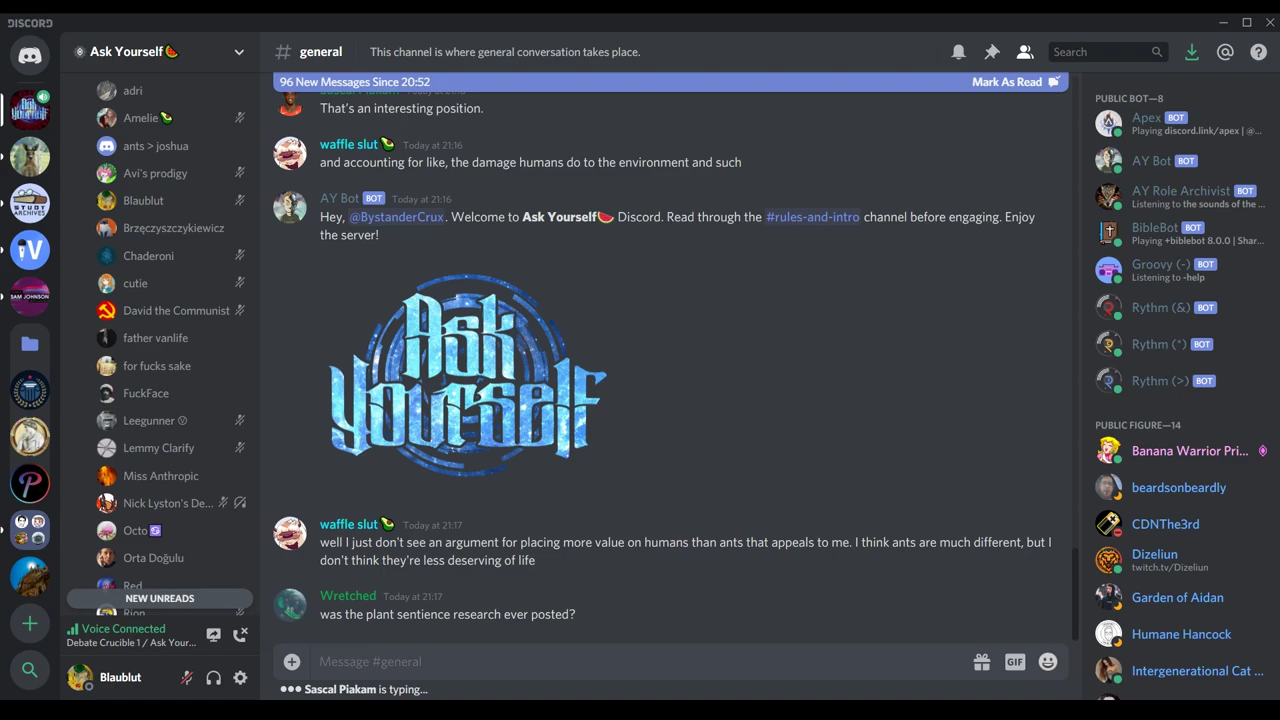 DISCORD
Ask Yourself🍉
adri
Amelie 🥑
ants > joshua
Avi's prodigy
Blaublut
Brzęczyszczykiewicz
Chaderoni
cutie
David the Communist
father vanlife
for fucks sake
FuckFace
Leegunner
Lemmy Clarify
Miss Anthropic
Nick Lyston's De...
Octo
Orta Doğulu
Red
NEW UNREADS
Rion
Voice Connected
Debate Crucible 1 / Ask Your...
Blaublut
SAM JOHNSON
STUDY
ARCHIVES
V
# general
This channel is where general conversation takes place.
Search
96 New Messages Since 20:52
Mark As Read
That's an interesting position.
waffle slut 🥑 Today at 21:16
and accounting for like, the damage humans do to the environment and such
AY Bot BOT Today at 21:16
Hey, @BystanderCrux. Welcome to Ask Yourself🍉 Discord. Read through the #rules-and-intro channel before engaging. Enjoy
the server!
Ask
Yourself
waffle slut 🥑 Today at 21:17
well I just don't see an argument for placing more value on humans than ants that appeals to me. I think ants are much different, but I
don't think they're less deserving of life
Wretched Today at 21:17
was the plant sentience research ever posted?
Message #general
GIF
Sascal Piakam is typing...
PUBLIC BOT—8
Apex BOT
Playing discord.link/apex | @...
AY Bot BOT
AY Role Archivist BOT
Listening to the sounds of the ...
BibleBot BOT
Playing +biblebot 8.0.0 | Shar...
Groovy (-) BOT
Listening to -help
Rythm (&) BOT
Rythm (*) BOT
Rythm (>) BOT
PUBLIC FIGURE—14
Banana Warrior Pri...
beardsonbeardly
CDNThe3rd
Dizeliun
twitch.tv/Dizeliun
Garden of Aidan
Humane Hancock
Intergenerational Cat ...